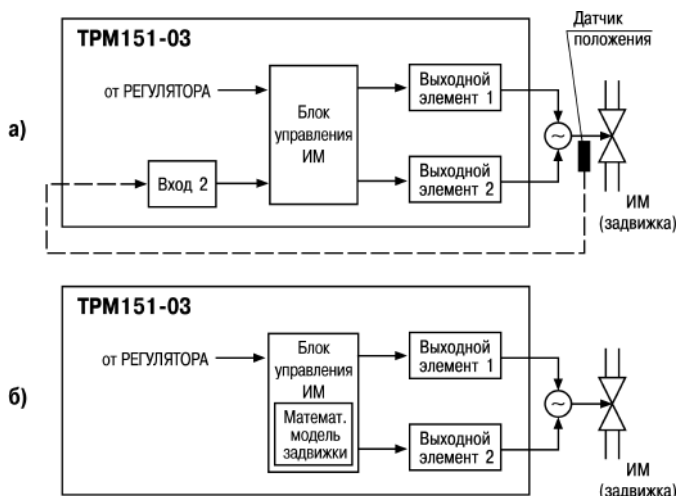 Датчик
положения
ТРМ151-03
от РЕГУЛЯТОРА
Блок
управления
ИМ
Выходной
элемент 1
а)
~
Вход 2
Выходной
элемент 2
ИМ
(задвижка)
ТРМ151-03
от РЕГУЛЯТОРА
Блок
управления
ИМ
Выходной
элемент 1
б)
~
Математ.
модель
задвижки
Выходной
элемент 2
ИМ
(задвижка)